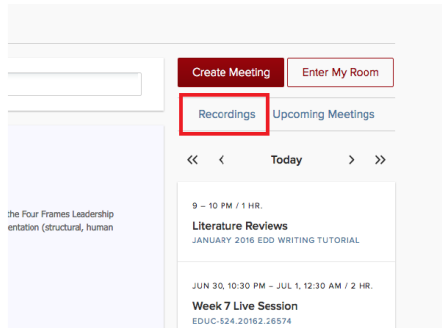 Create Meeting
Enter My Room
Recordings
Upcoming Meetings
Today
9 – 10 PM / 1 HR.
Literature Reviews
JANUARY 2016 EDD WRITING TUTORIAL
the Four Frames Leadership
entation (structural, human
JUN 30, 10:30 PM – JUL 1, 12:30 AM / 2 HR.
Week 7 Live Session
EDUC-524.20162.26574